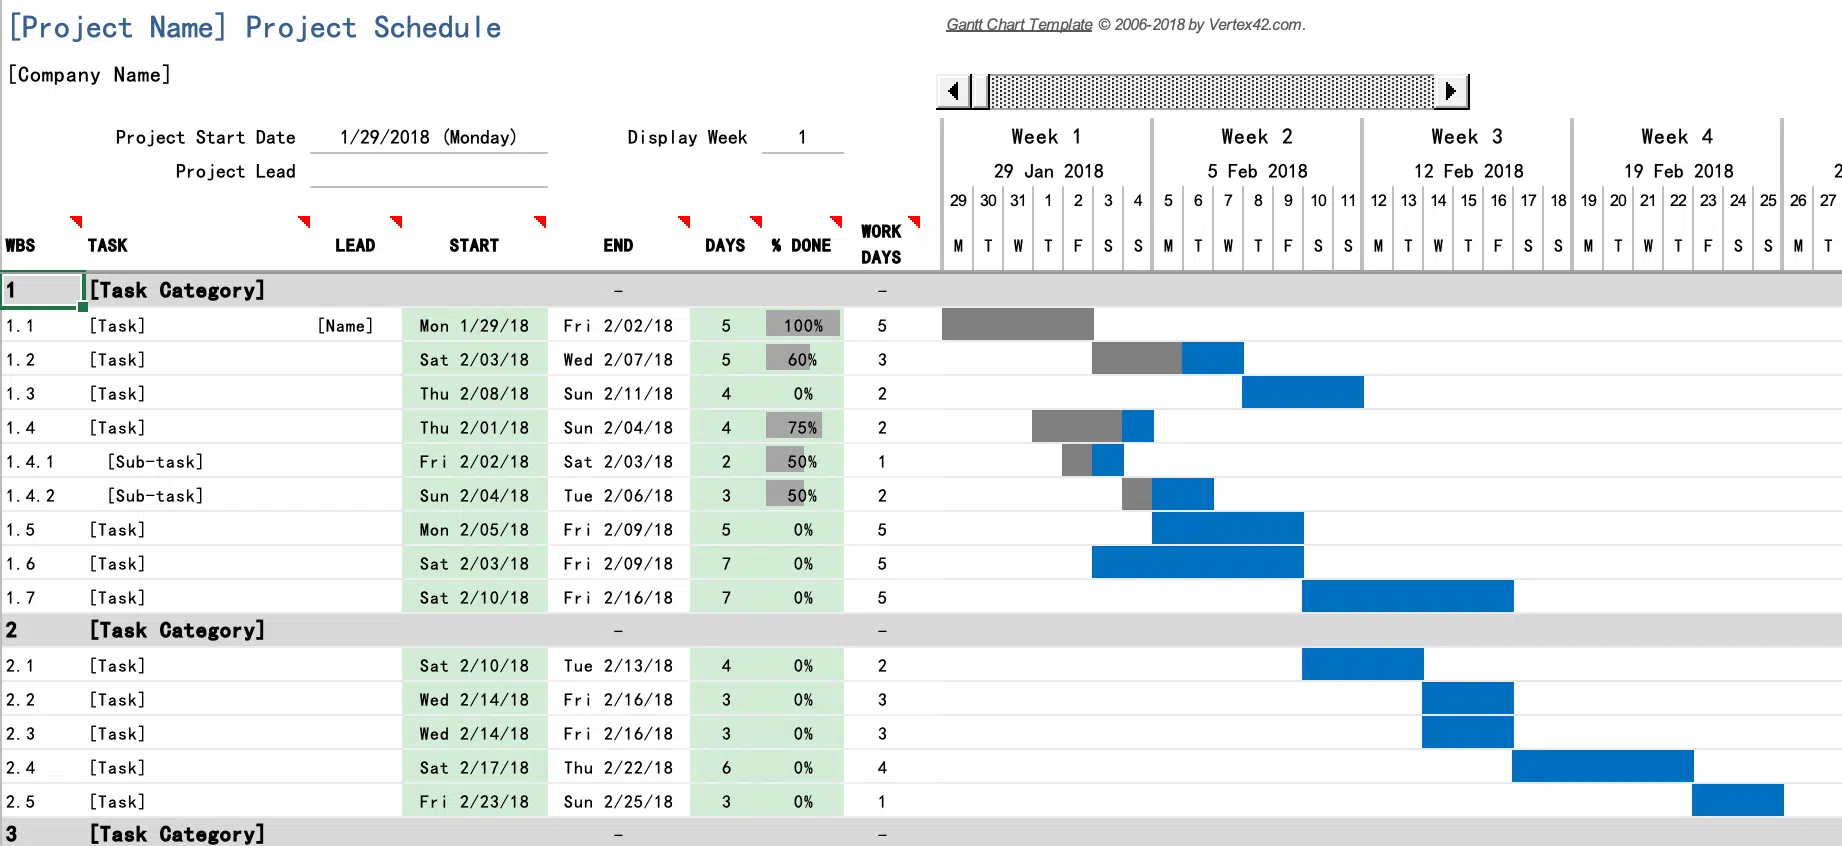 [Project Name] Project Schedule
Gantt Chart Template © 2006-2018 by Vertex42.com.
[Company Name]
Project Start Date 1/29/2018 (Monday) Display Week 1
Project Lead
Week 1 Week 2 Week 3 Week 4
29 Jan 2018 5 Feb 2018 12 Feb 2018 19 Feb 2018 2
29 30 31 1 2 3 4 5 6 7 8 9 10 11 12 13 14 15 16 17 18 19 20 21 22 23 24 25 26 27
WBS TASK LEAD START END DAYS % DONE WORK DAYS M T W T F S S M T W T F S S M T W T F S S M T W T F S S M T
1 [Task Category] – –
1.1 [Task] [Name] Mon 1/29/18 Fri 2/02/18 5 100% 5
1.2 [Task] Sat 2/03/18 Wed 2/07/18 5 60% 3
1.3 [Task] Thu 2/08/18 Sun 2/11/18 4 0% 2
1.4 [Task] Thu 2/01/18 Sun 2/04/18 4 75% 2
1.4.1 [Sub-task] Fri 2/02/18 Sat 2/03/18 2 50% 1
1.4.2 [Sub-task] Sun 2/04/18 Tue 2/06/18 3 50% 2
1.5 [Task] Mon 2/05/18 Fri 2/09/18 5 0% 5
1.6 [Task] Sat 2/03/18 Fri 2/09/18 7 0% 5
1.7 [Task] Sat 2/10/18 Fri 2/16/18 7 0% 5
2 [Task Category] – –
2.1 [Task] Sat 2/10/18 Tue 2/13/18 4 0% 2
2.2 [Task] Wed 2/14/18 Fri 2/16/18 3 0% 3
2.3 [Task] Wed 2/14/18 Fri 2/16/18 3 0% 3
2.4 [Task] Sat 2/17/18 Thu 2/22/18 6 0% 4
2.5 [Task] Fri 2/23/18 Sun 2/25/18 3 0% 1
3 [Task Category] – –